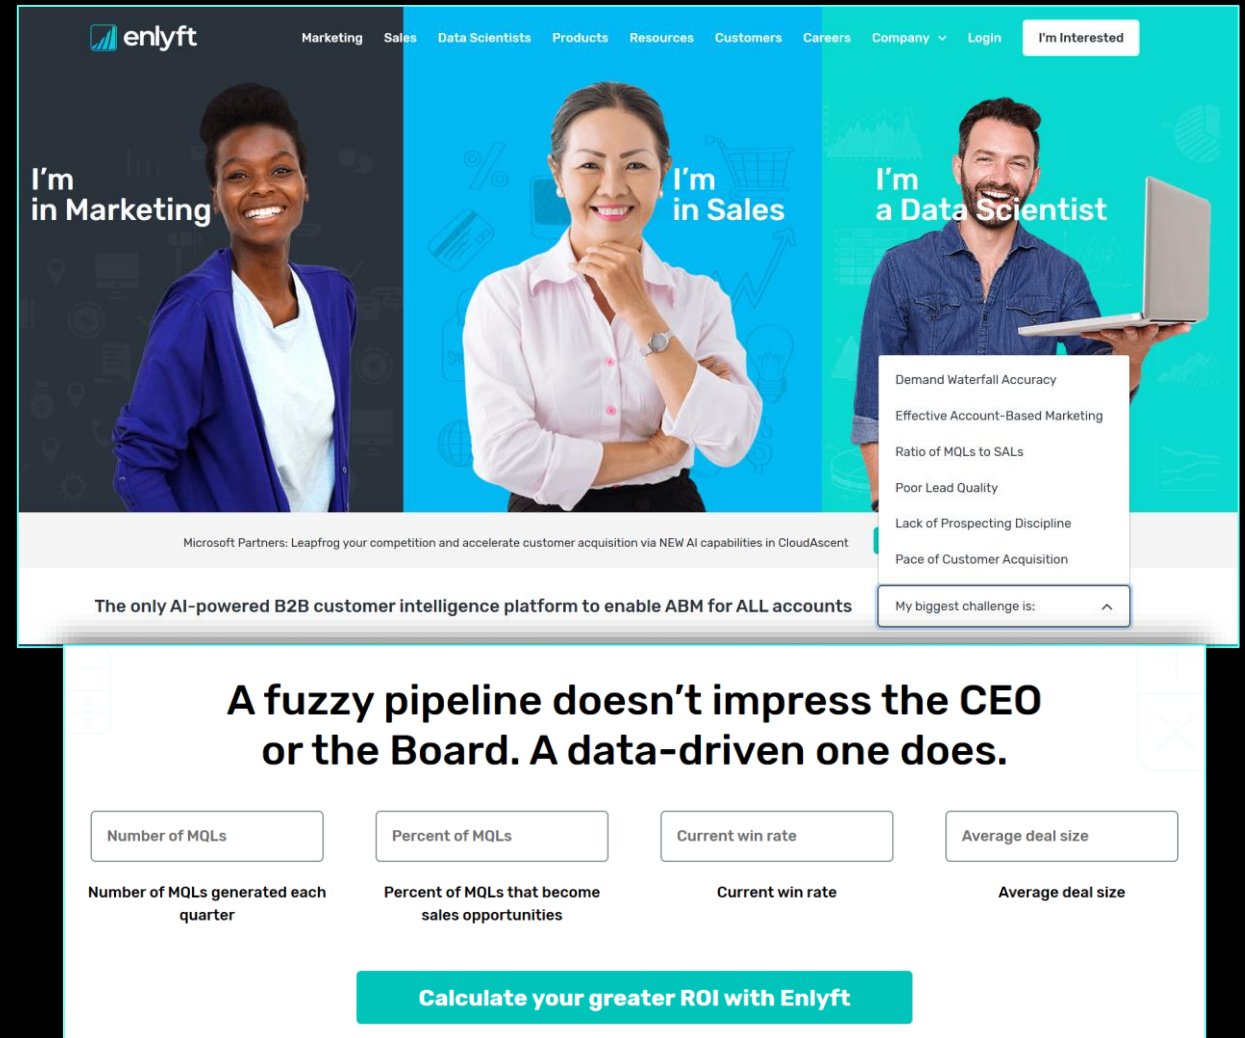 enlyft
Marketing Sales Data Scientists Products Resources Customers Careers Company Login I'm Interested
I'm
in Marketing
I'm
in Sales
I'm
a Data Scientist
Demand Waterfall Accuracy
Effective Account-Based Marketing
Ratio of MQLs to SALs
Poor Lead Quality
Lack of Prospecting Discipline
Pace of Customer Acquisition
Microsoft Partners: Leapfrog your competition and accelerate customer acquisition via NEW AI capabilities in CloudAscent
The only AI-powered B2B customer intelligence platform to enable ABM for ALL accounts
My biggest challenge is:
A fuzzy pipeline doesn't impress the CEO
or the Board. A data-driven one does.
Number of MQLs
Percent of MQLs
Current win rate
Average deal size
Number of MQLs generated each
quarter
Percent of MQLs that become
sales opportunities
Current win rate
Average deal size
Calculate your greater ROI with Enlyft